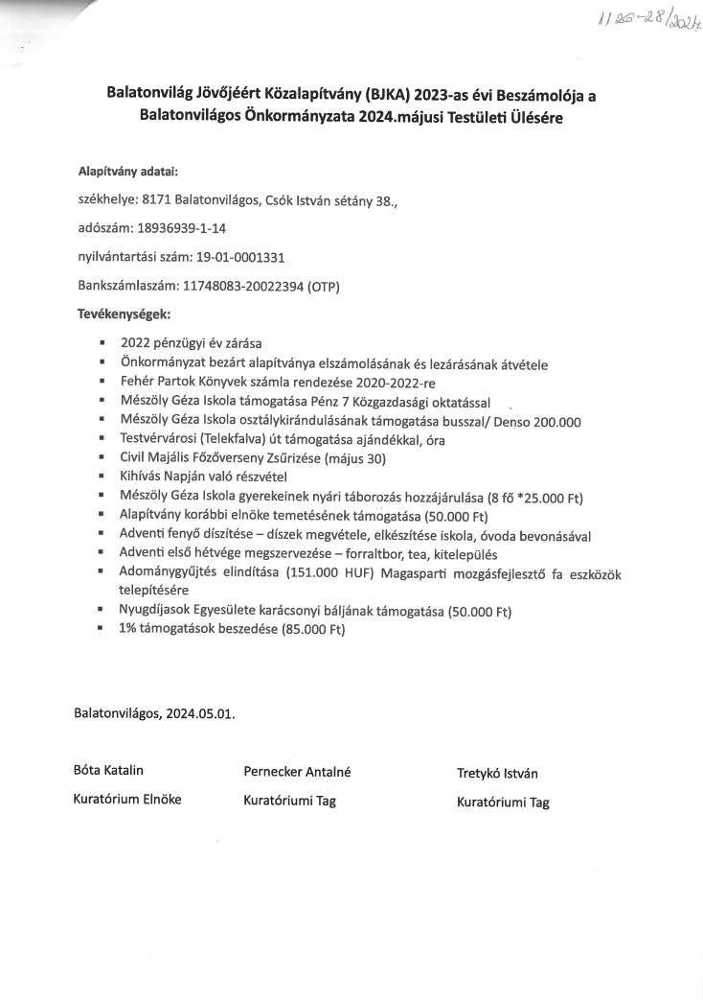 1126-28/2024.
Balatonvilág Jövőjéért Közalapítvány (BJKA) 2023-as évi Beszámolója a
Balatonvilágos Önkormányzata 2024.májusi Testületi Ülésére
Alapítvány adatai:
székhelye: 8171 Balatonvilágos, Csók István sétány 38.,
adószám: 18936939-1-14
nyilvántartási szám: 19-01-0001331
Bankszámlaszám: 11748083-20022394 (OTP)
Tevékenységek:
▪ 2022 pénzügyi év zárása
▪ Önkormányzat bezárt alapítványa elszámolásának és lezárásának átvétele
▪ Fehér Partok Könyvek számla rendezése 2020-2022-re
▪ Mészöly Géza Iskola támogatása Pénz 7 Közgazdasági oktatással
▪ Mészöly Géza Iskola osztálykirándulásának támogatása busszal/ Denso 200.000
▪ Testvérvárosi (Telekfalva) út támogatása ajándékkal, óra
▪ Civil Majális Főzőverseny Zsűrizése (május 30)
▪ Kihívás Napján való részvétel
▪ Mészöly Géza Iskola gyerekeinek nyári táborozás hozzájárulása (8 fő *25.000 Ft)
▪ Alapítvány korábbi elnöke temetésének támogatása (50.000 Ft)
▪ Adventi fenyő díszítése – díszek megvétele, elkészítése iskola, óvoda bevonásával
▪ Adventi első hétvége megszervezése – forraltbor, tea, kitelepülés
▪ Adománygyűjtés elindítása (151.000 HUF) Magasparti mozgásfejlesztő fa eszközök
telepítésére
▪ Nyugdíjasok Egyesülete karácsonyi báljának támogatása (50.000 Ft)
▪ 1% támogatások beszedése (85.000 Ft)
Balatonvilágos, 2024.05.01.
Bóta Katalin Pernecker Antalné Tretykó István
Kuratórium Elnöke Kuratóriumi Tag Kuratóriumi Tag